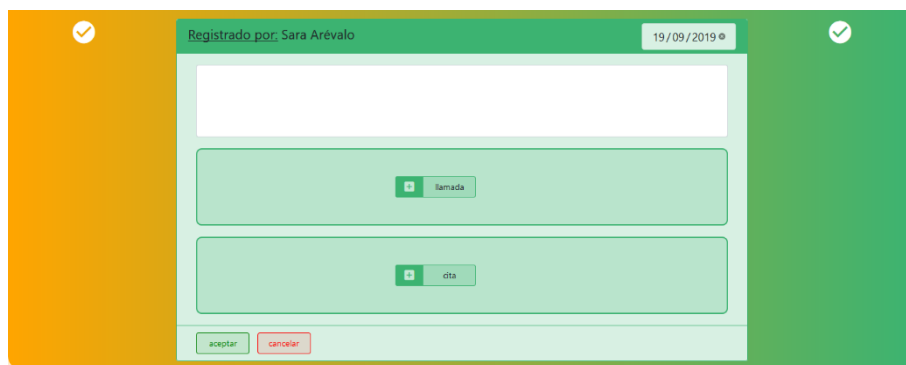 Registrado por: Sara Arévalo
19/09/2019
llamada
cita
aceptar
cancelar